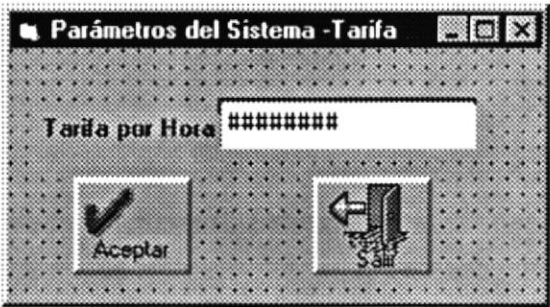 Parámetros del Sistema -Tarifa
Tarifa por Hora ########
Aceptar
Salir